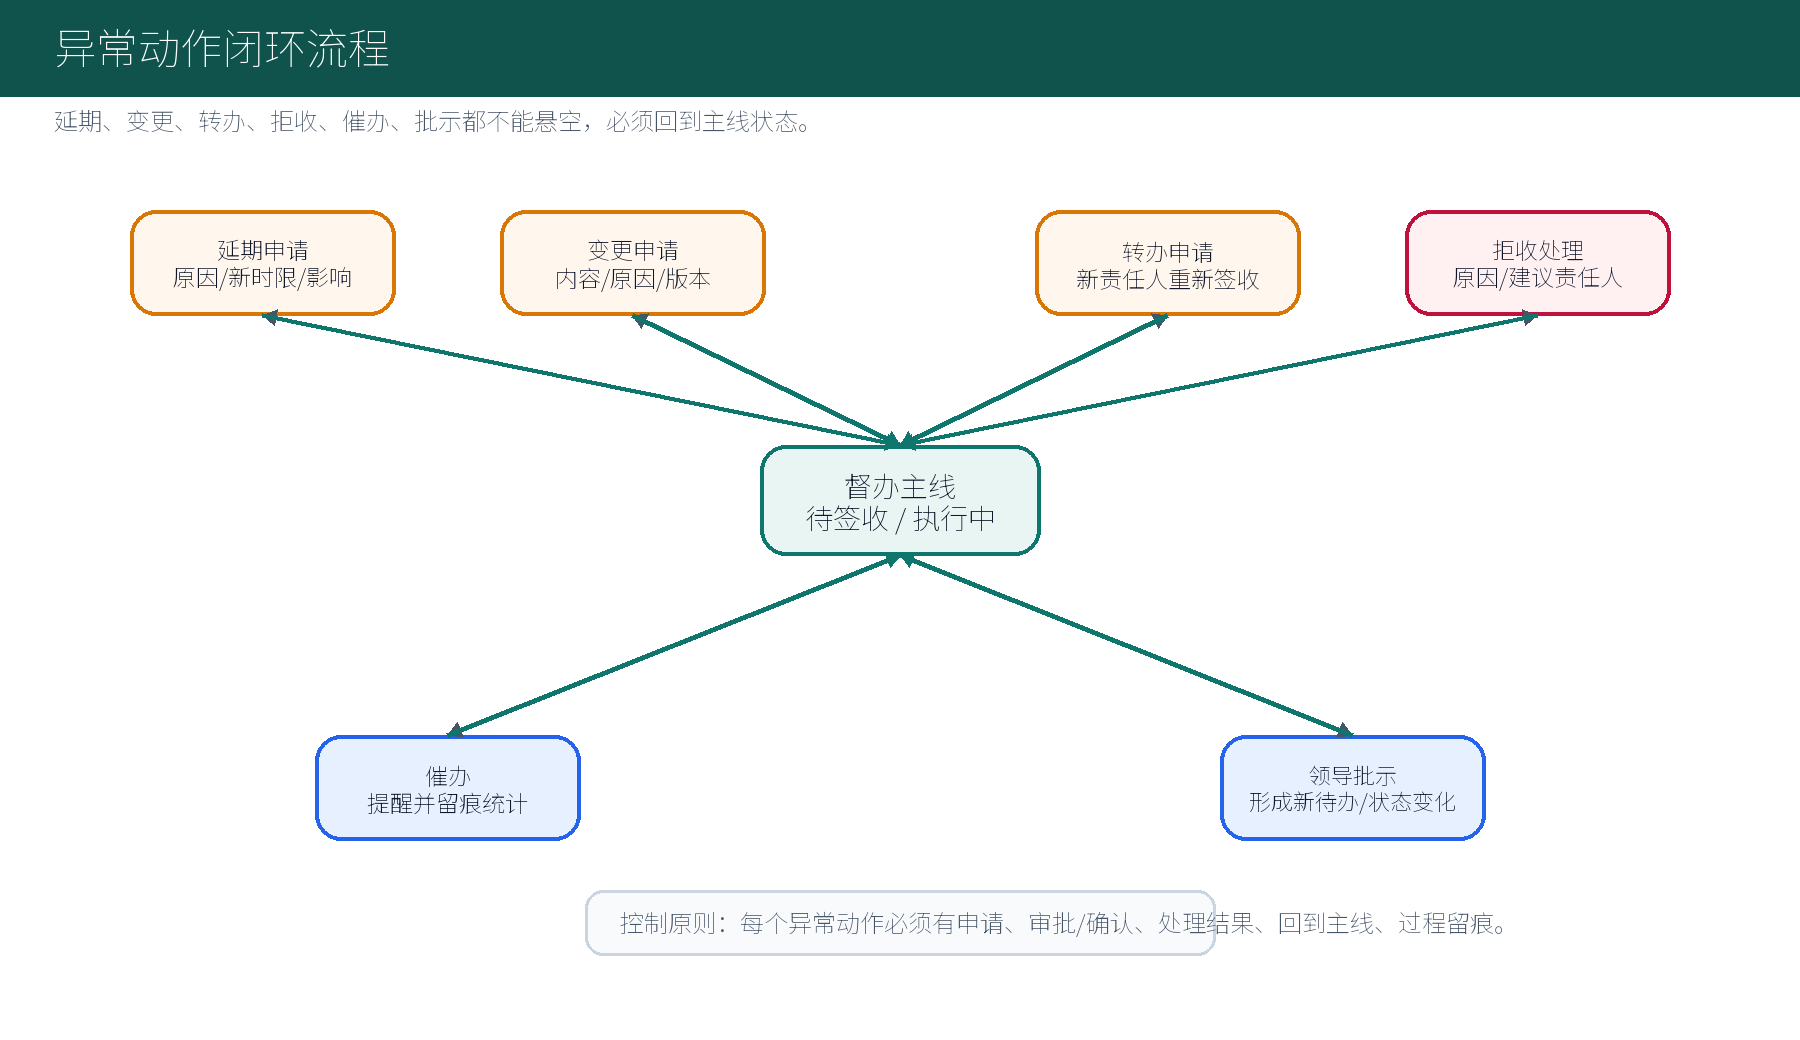 异常动作闭环流程
延期、变更、转办、拒收、催办、批示都不能悬空，必须回到主线状态。
延期申请
原因/新时限/影响
变更申请
内容/原因/版本
转办申请
新责任人重新签收
拒收处理
原因/建议责任人
督办主线
待签收 / 执行中
催办
提醒并留痕统计
领导批示
形成新待办/状态变化
控制原则：每个异常动作必须有申请、审批/确认、处理结果、回到主线、过程留痕。